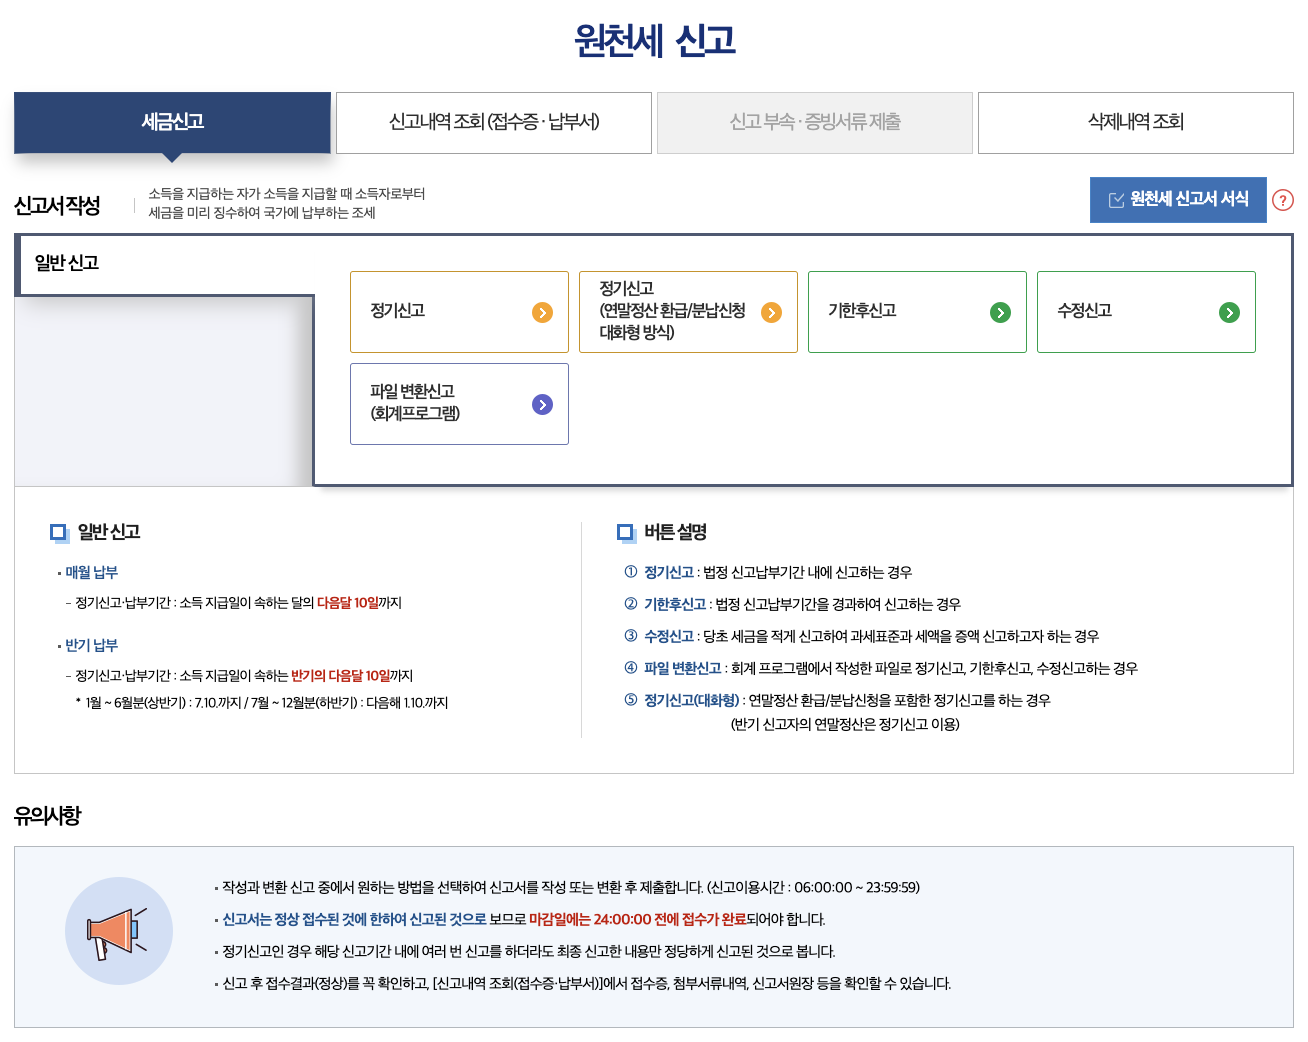 원천세 신고
세금신고
신고내역 조회 (접수증 · 납부서)
신고 부속 · 증빙서류 제출
삭제내역 조회
신고서 작성
소득을 지급하는 자가 소득을 지급할 때 소득자로부터
세금을 미리 징수하여 국가에 납부하는 조세
원천세 신고서 서식
?
일반 신고
정기신고
정기신고
(연말정산 환급/분납신청
대화형 방식)
기한후신고
수정신고
파일 변환신고
(회계프로그램)
일반 신고
매월 납부
- 정기신고·납부기간 : 소득 지급일이 속하는 달의 다음달 10일까지
반기 납부
- 정기신고·납부기간 : 소득 지급일이 속하는 반기의 다음달 10일까지
* 1월 ~ 6월분(상반기) : 7.10.까지 / 7월 ~ 12월분(하반기) : 다음해 1.10.까지
버튼 설명
① 정기신고 : 법정 신고납부기간 내에 신고하는 경우
② 기한후신고 : 법정 신고납부기간을 경과하여 신고하는 경우
③ 수정신고 : 당초 세금을 적게 신고하여 과세표준과 세액을 증액 신고하고자 하는 경우
④ 파일 변환신고 : 회계 프로그램에서 작성한 파일로 정기신고, 기한후신고, 수정신고하는 경우
⑤ 정기신고(대화형) : 연말정산 환급/분납신청을 포함한 정기신고를 하는 경우
(반기 신고자의 연말정산은 정기신고 이용)
유의사항
작성과 변환 신고 중에서 원하는 방법을 선택하여 신고서를 작성 또는 변환 후 제출합니다. (신고이용시간 : 06:00:00 ~ 23:59:59)
신고서는 정상 접수된 것에 한하여 신고된 것으로 보므로 마감일에는 24:00:00 전에 접수가 완료되어야 합니다.
정기신고인 경우 해당 신고기간 내에 여러 번 신고를 하더라도 최종 신고한 내용만 정당하게 신고된 것으로 봅니다.
신고 후 접수결과(정상)를 꼭 확인하고, [신고내역 조회(접수증·납부서)]에서 접수증, 첨부서류내역, 신고서원장 등을 확인할 수 있습니다.